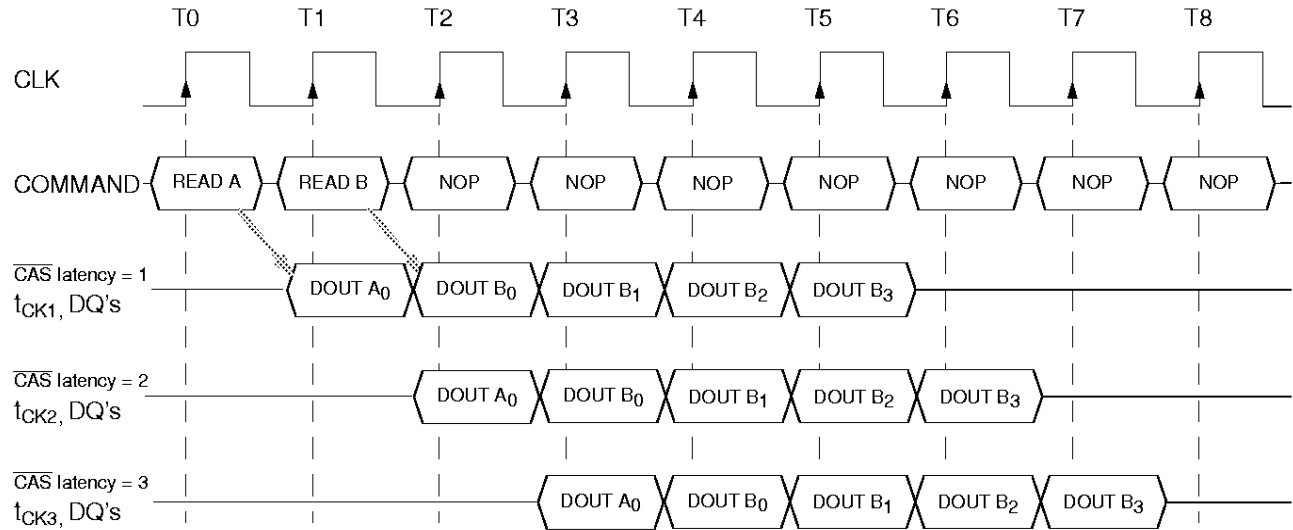 T0 T1 T2 T3 T4 T5 T6 T7 T8
CLK
COMMAND READ A READ B NOP NOP NOP NOP NOP NOP NOP
CAS latency = 1
tCK1, DQ's DOUT A0 DOUT B0 DOUT B1 DOUT B2 DOUT B3
CAS latency = 2
tCK2, DQ's DOUT A0 DOUT B0 DOUT B1 DOUT B2 DOUT B3
CAS latency = 3
tCK3, DQ's DOUT A0 DOUT B0 DOUT B1 DOUT B2 DOUT B3